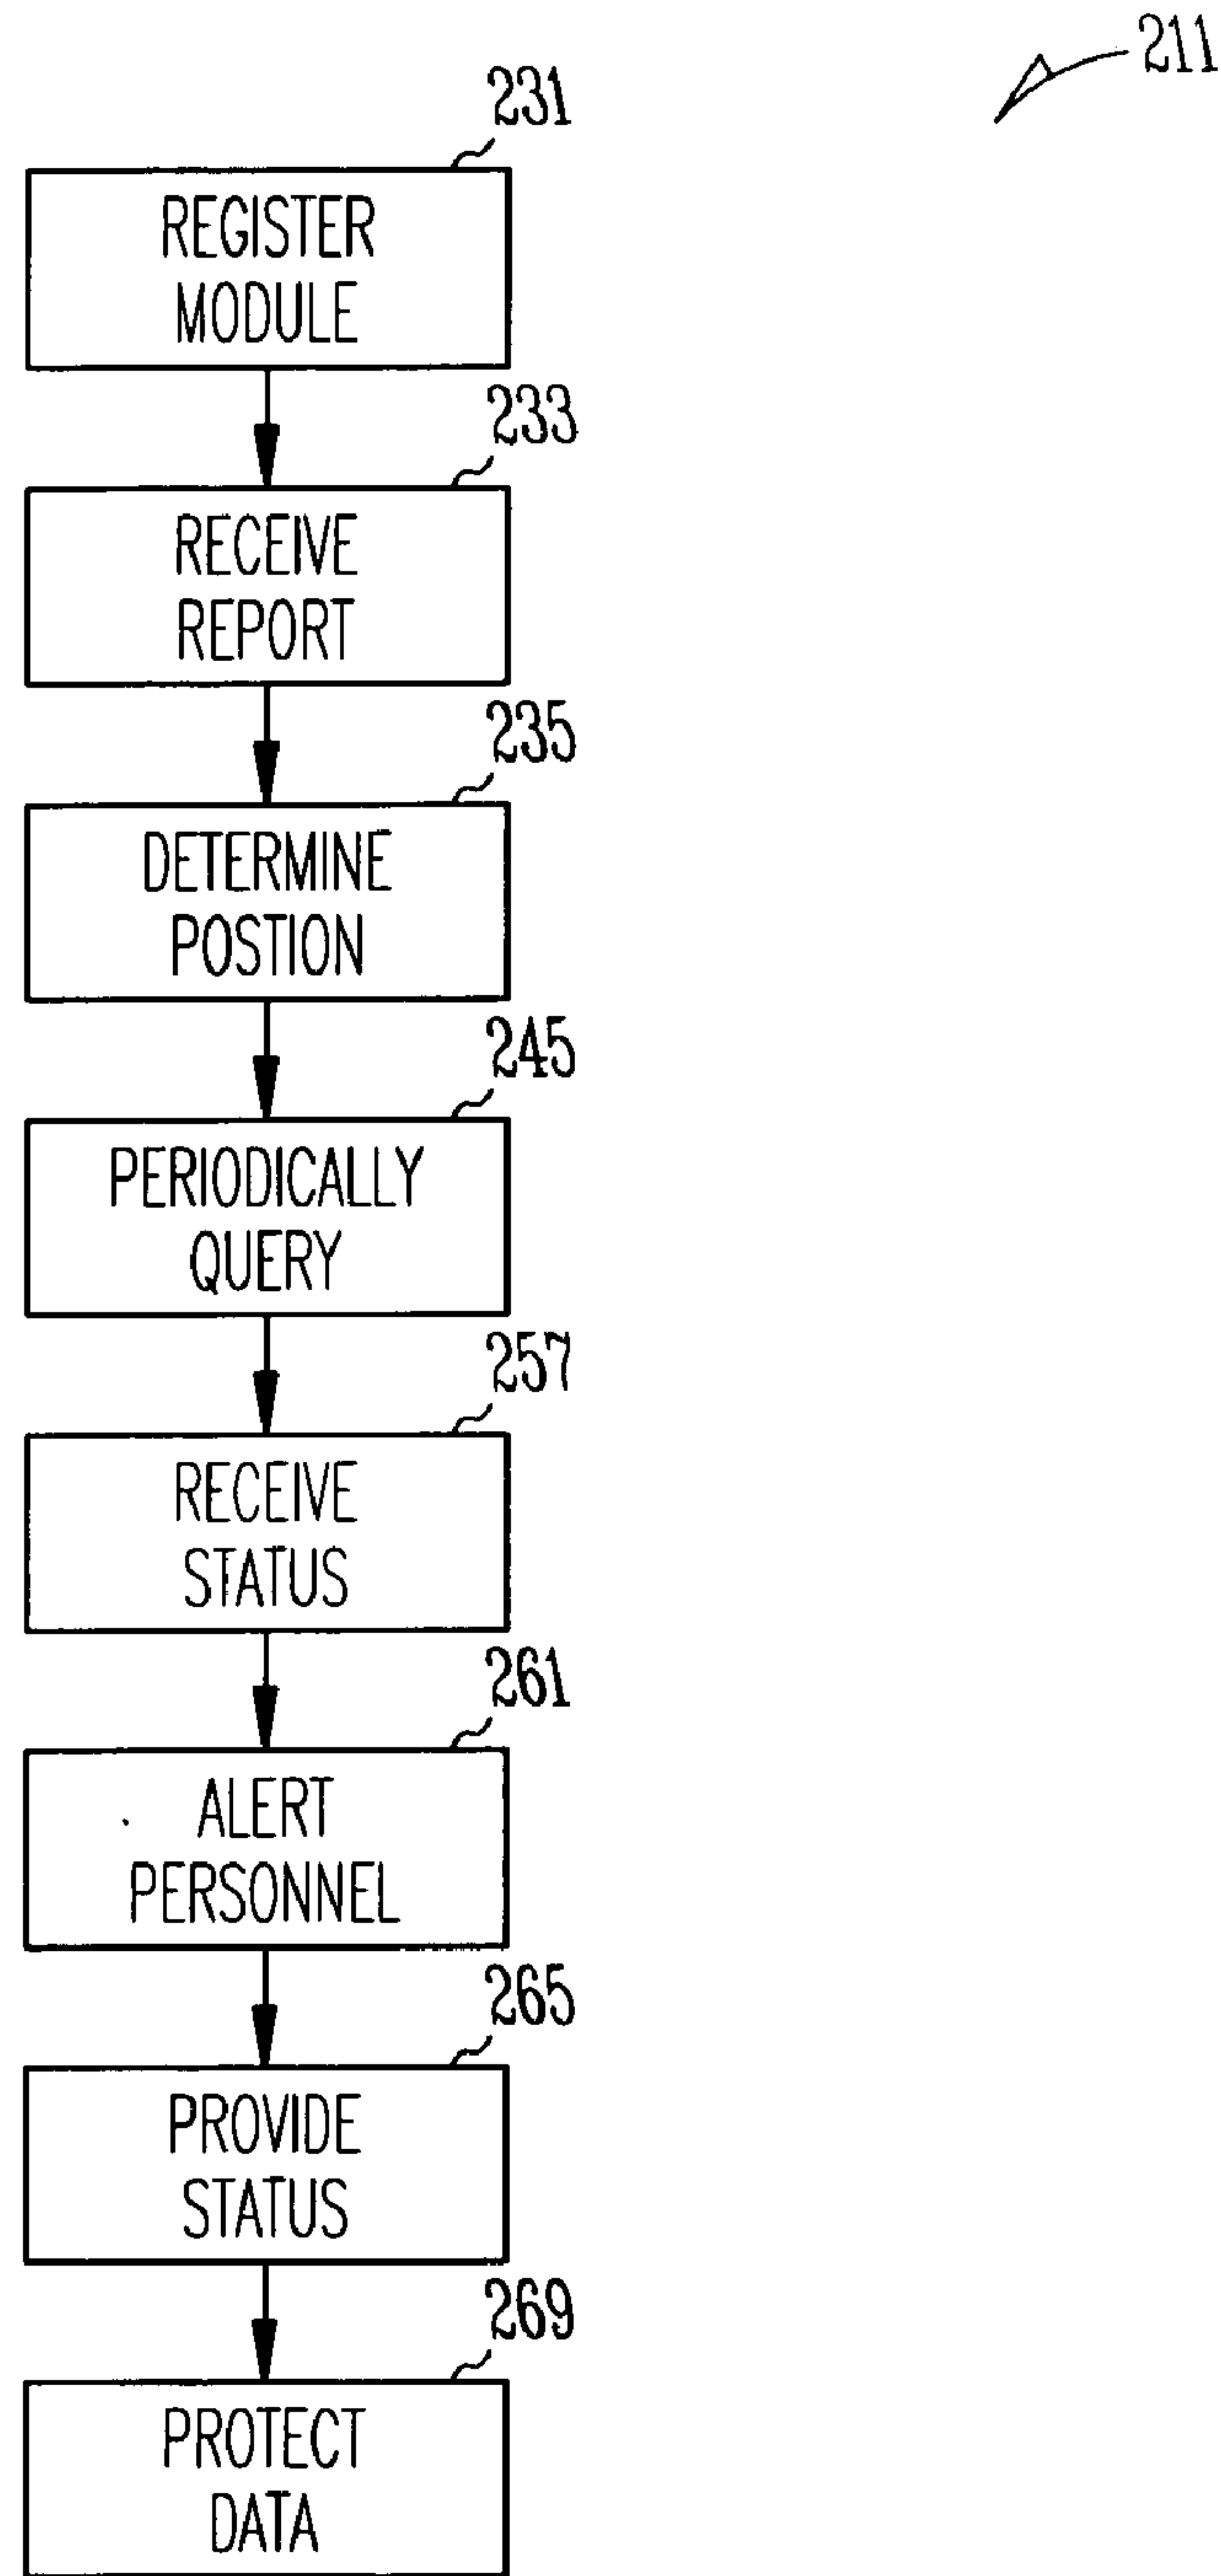 211
231
REGISTER
MODULE
233
RECEIVE
REPORT
235
DETERMINE
POSTION
245
PERIODICALLY
QUERY
257
RECEIVE
STATUS
261
ALERT
PERSONNEL
265
PROVIDE
STATUS
269
PROTECT
DATA